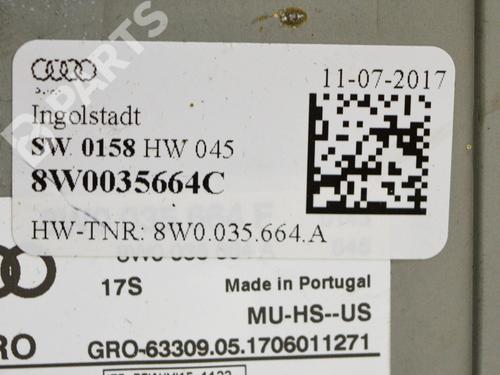 B PARTS
11-07-2017
Ingolstadt
SW 0158 HW 045
8W0035664C
HW-TNR: 8W0.035.664.A
17S
Made in Portugal
MU-HS--US
RO
GRO-63309.05.1706011271